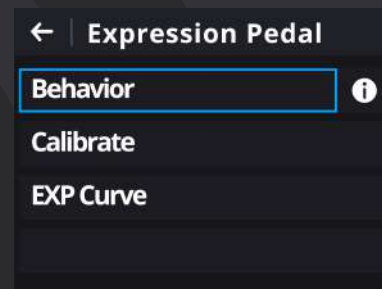 ← | Expression Pedal
Behavior
Calibrate
EXP Curve